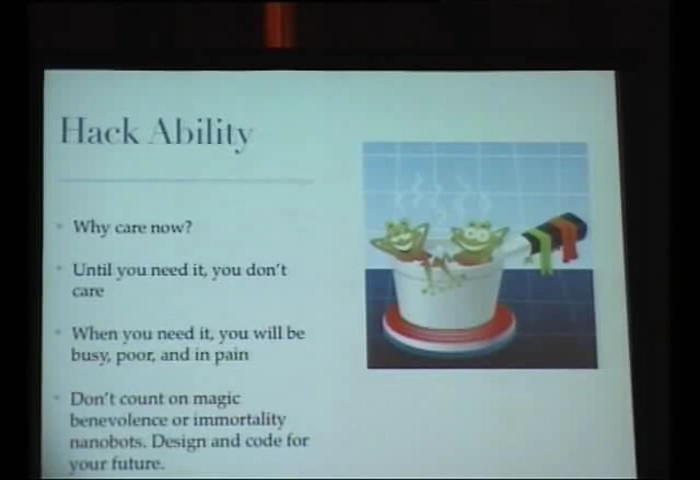 Hack Ability
Why care now?
Until you need it, you don't
care
When you need it, you will be
busy, poor, and in pain
Don't count on magic
benevolence or immortality
nanobots. Design and code for
your future.